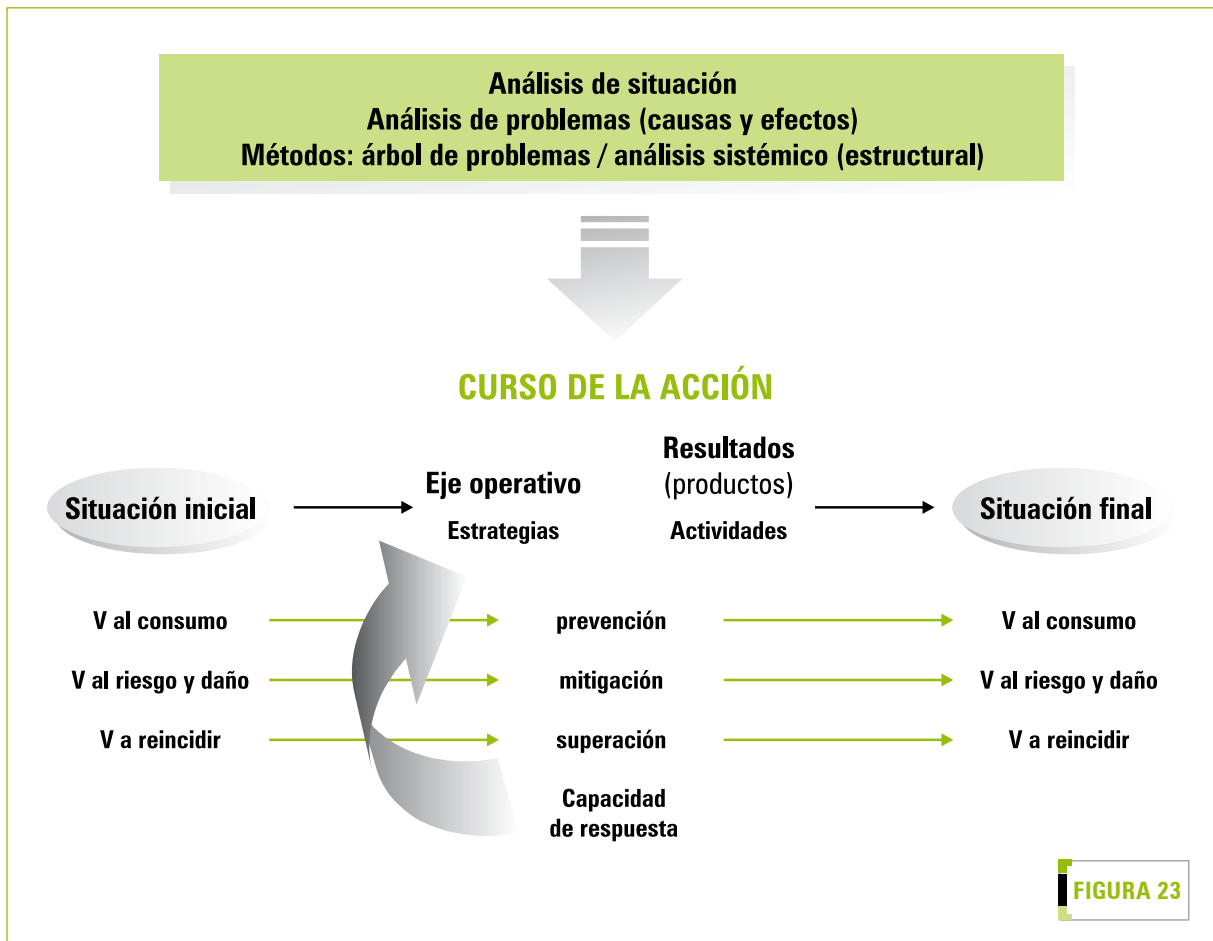 Análisis de situación
Análisis de problemas (causas y efectos)
Métodos: árbol de problemas / análisis sistémico (estructural)
CURSO DE LA ACCIÓN
Situación inicial
Eje operativo
Estrategias
Resultados
(productos)
Actividades
Situación final
V al consumo
prevención
V al consumo
V al riesgo y daño
mitigación
V al riesgo y daño
V a reincidir
superación
V a reincidir
Capacidad
de respuesta
FIGURA 23